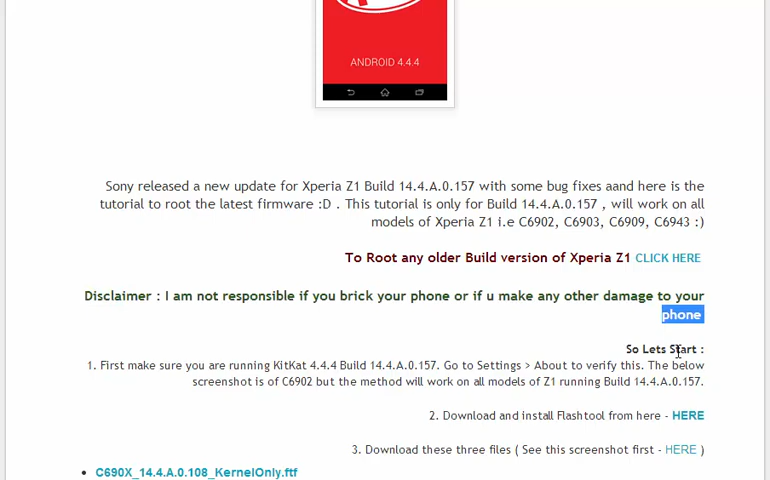 ANDROID 4.4.4
Sony released a new update for Xperia Z1 Build 14.4.A.0.157 with some bug fixes aand here is the
tutorial to root the latest firmware :D . This tutorial is only for Build 14.4.A.0.157 , will work on all
models of Xperia Z1 i.e C6902, C6903, C6909, C6943 :)
To Root any older Build version of Xperia Z1 CLICK HERE
Disclaimer : I am not responsible if you brick your phone or if u make any other damage to your
phone
So Lets Start :
1. First make sure you are running KitKat 4.4.4 Build 14.4.A.0.157. Go to Settings > About to verify this. The below
screenshot is of C6902 but the method will work on all models of Z1 running Build 14.4.A.0.157.
2. Download and install Flashtool from here - HERE
3. Download these three files ( See this screenshot first - HERE )
• C690X_14.4.A.0.108_KernelOnly.ftf